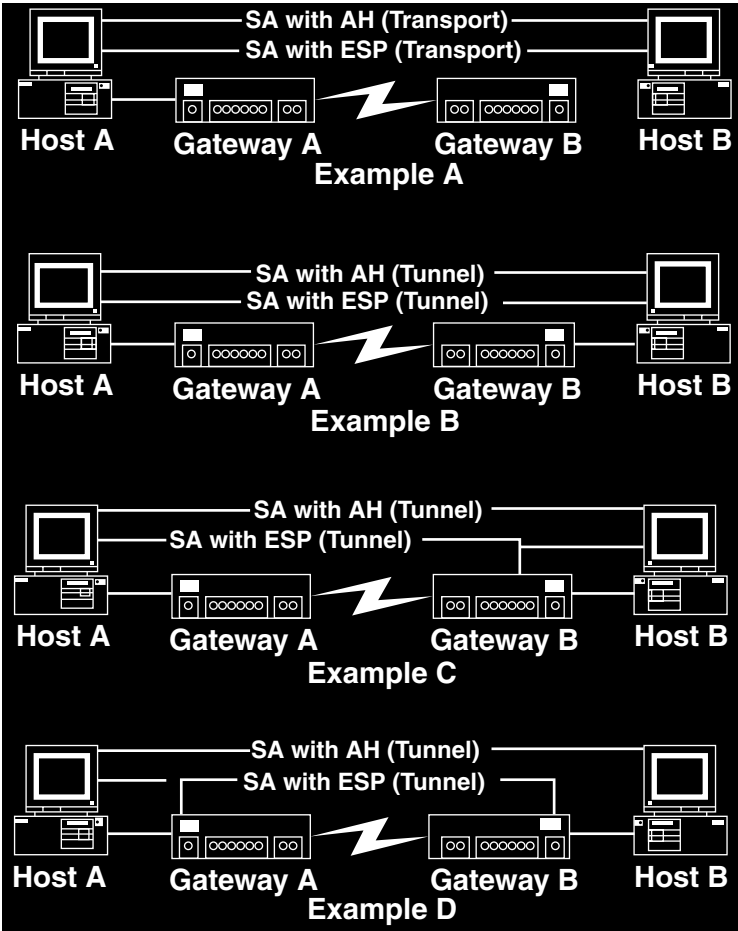 SA with AH (Transport)
SA with ESP (Transport)
Host A
Gateway A
Gateway B
Host B
Example A
SA with AH (Tunnel)
SA with ESP (Tunnel)
Host A
Gateway A
Gateway B
Host B
Example B
SA with AH (Tunnel)
SA with ESP (Tunnel)
Host A
Gateway A
Gateway B
Host B
Example C
SA with AH (Tunnel)
SA with ESP (Tunnel)
Host A
Gateway A
Gateway B
Host B
Example D